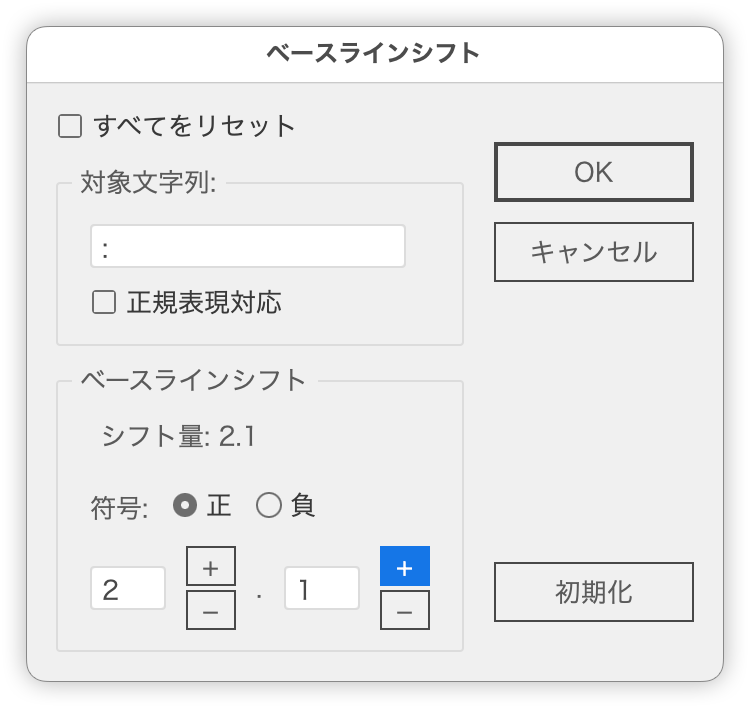 ベースラインシフト
すべてをリセット
対象文字列:
:
正規表現対応
OK
キャンセル
ベースラインシフト
シフト量: 2.1
符号: 正 負
2 + − . 1 + −
初期化